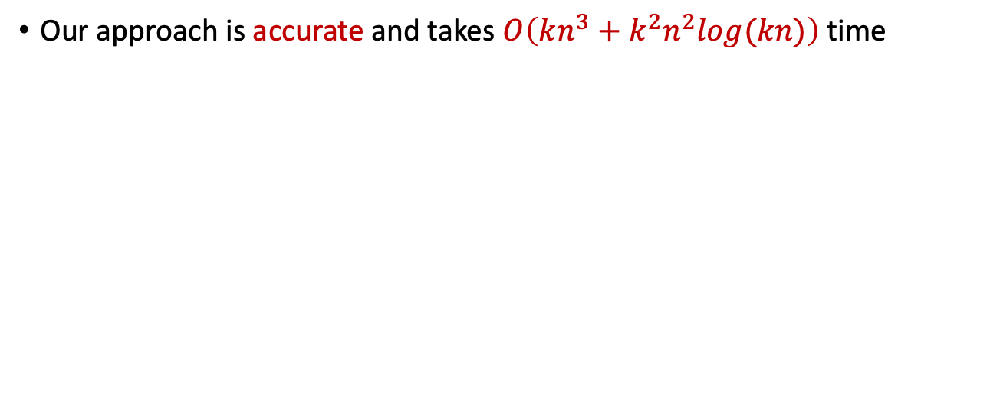 • Our approach is accurate and takes 𝑂(𝑘𝑛³ + 𝑘²𝑛²𝑙𝑜𝑔(𝑘𝑛)) time